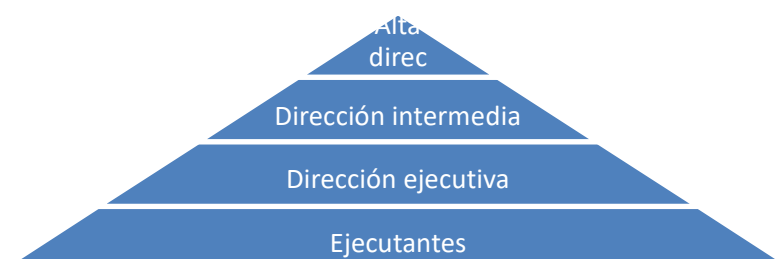 Alta
direc
Dirección intermedia
Dirección ejecutiva
Ejecutantes